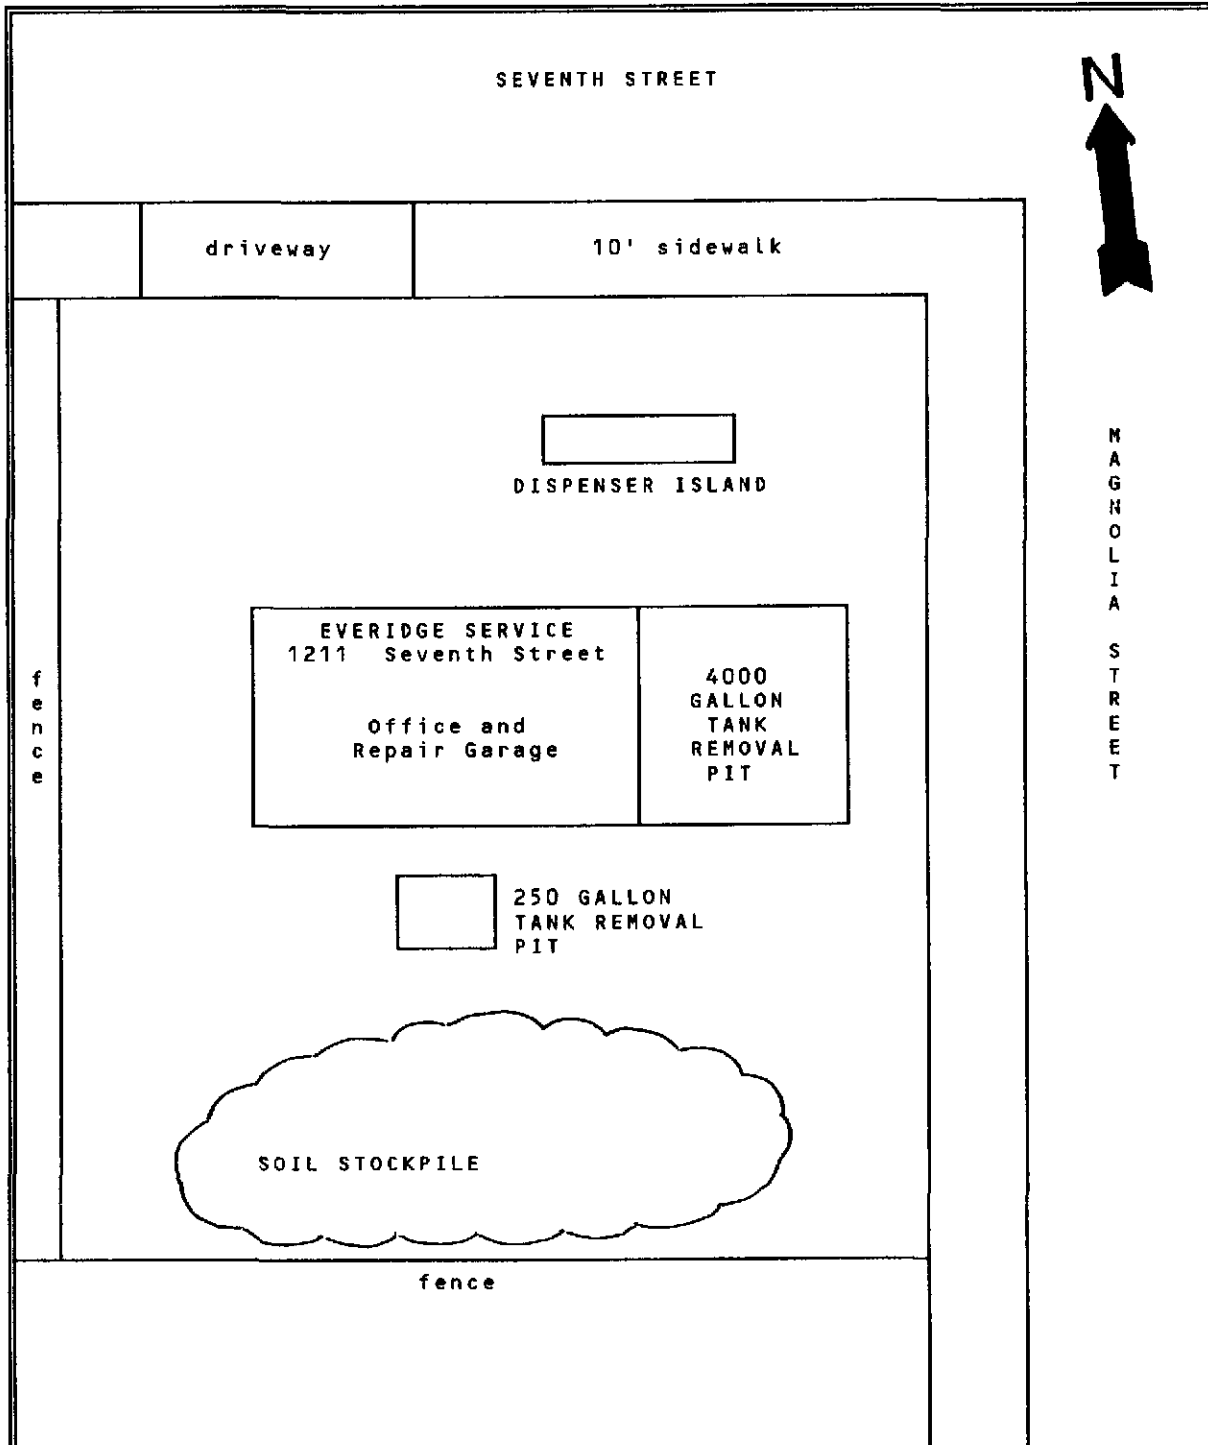 SEVENTH STREET
N
driveway
10' sidewalk
DISPENSER ISLAND
MAGNOLIA STREET
EVERIDGE SERVICE
1211 Seventh Street
Office and
Repair Garage
4000
GALLON
TANK
REMOVAL
PIT
fence
250 GALLON
TANK REMOVAL
PIT
SOIL STOCKPILE
fence